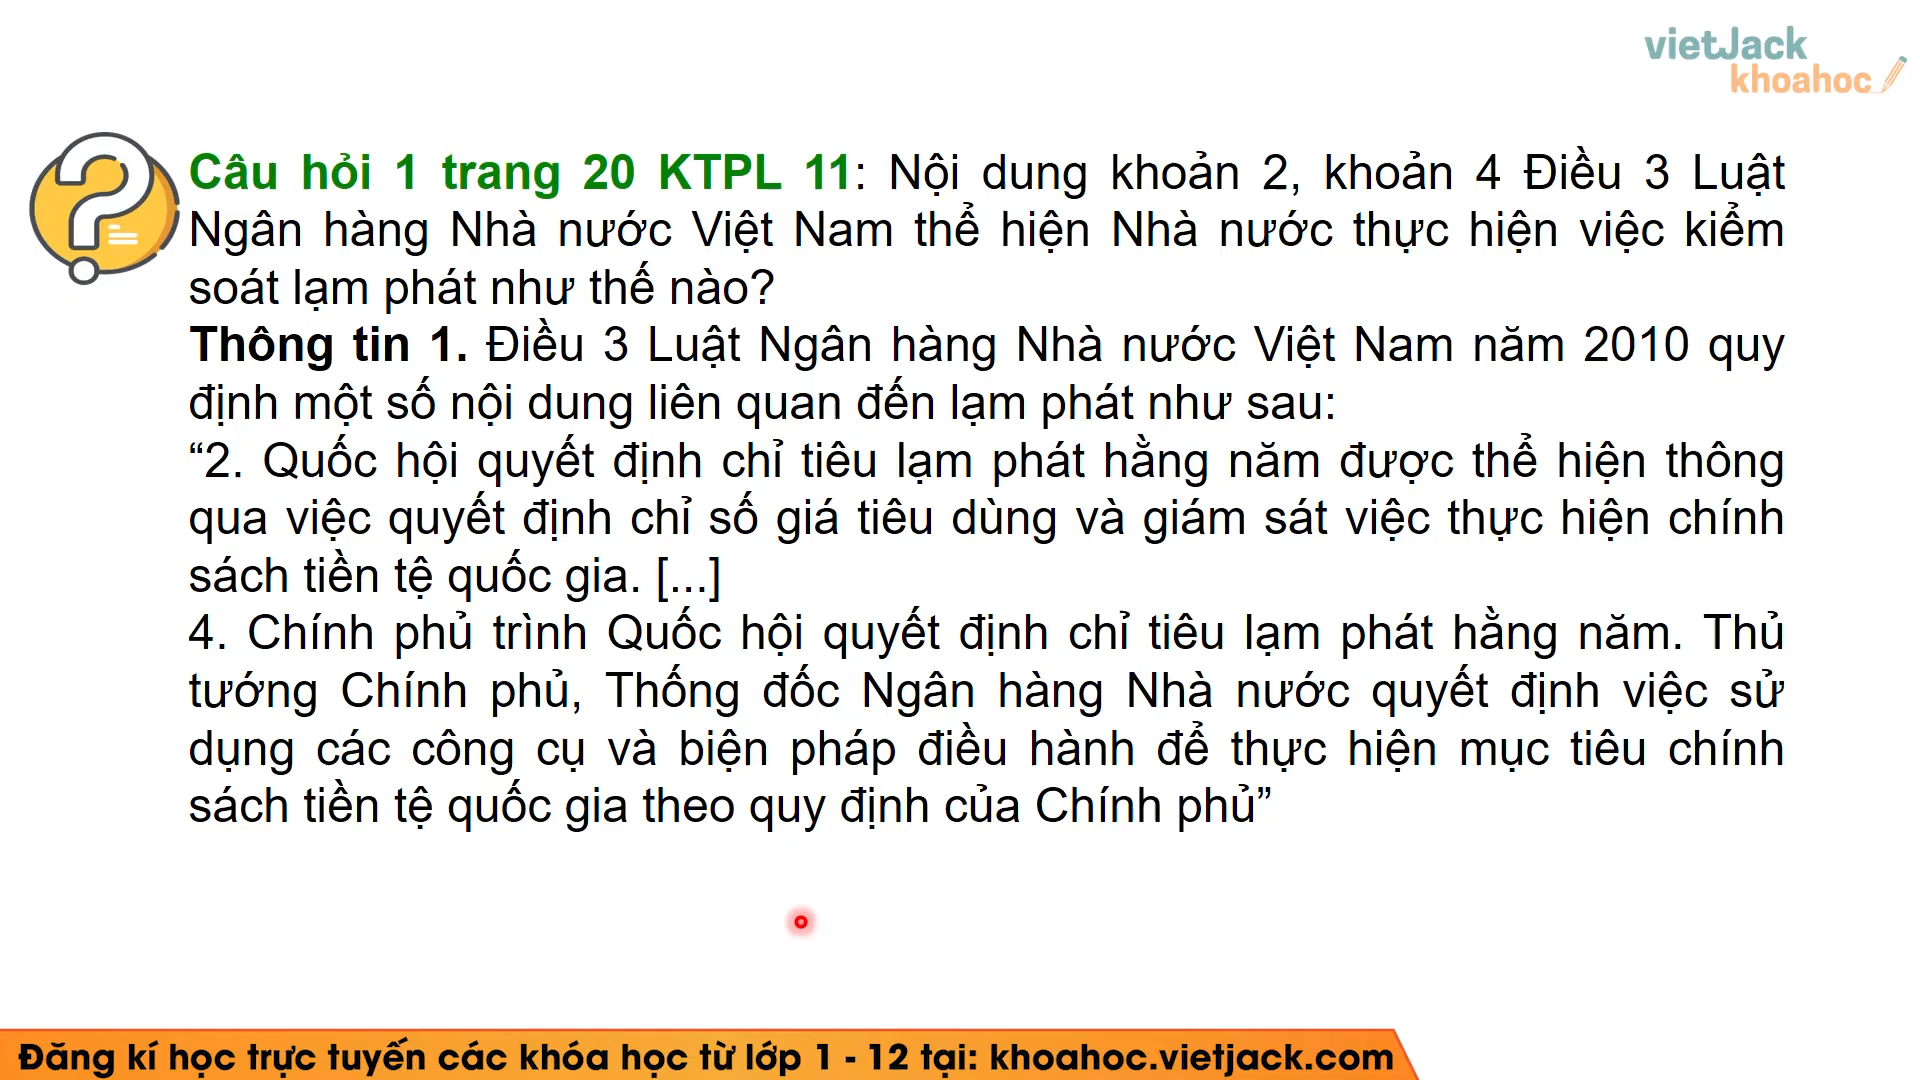 vietJack
khoahoc
Câu hỏi 1 trang 20 KTPL 11: Nội dung khoản 2, khoản 4 Điều 3 Luật
Ngân hàng Nhà nước Việt Nam thể hiện Nhà nước thực hiện việc kiểm
soát lạm phát như thế nào?
Thông tin 1. Điều 3 Luật Ngân hàng Nhà nước Việt Nam năm 2010 quy
định một số nội dung liên quan đến lạm phát như sau:
“2. Quốc hội quyết định chỉ tiêu lạm phát hằng năm được thể hiện thông
qua việc quyết định chỉ số giá tiêu dùng và giám sát việc thực hiện chính
sách tiền tệ quốc gia. [...]
4. Chính phủ trình Quốc hội quyết định chỉ tiêu lạm phát hằng năm. Thủ
tướng Chính phủ, Thống đốc Ngân hàng Nhà nước quyết định việc sử
dụng các công cụ và biện pháp điều hành để thực hiện mục tiêu chính
sách tiền tệ quốc gia theo quy định của Chính phủ”
Đăng kí học trực tuyến các khóa học từ lớp 1 - 12 tại: khoahoc.vietjack.com